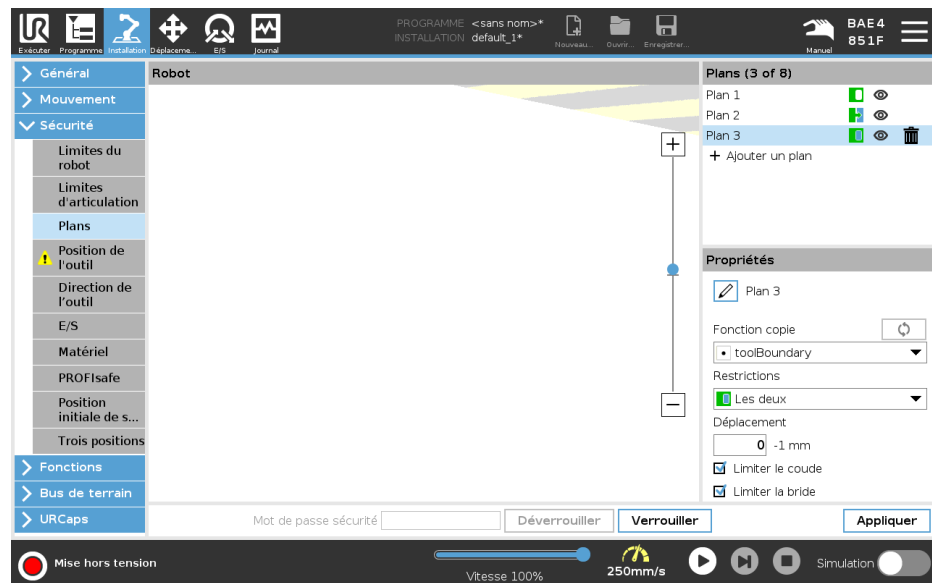 PROGRAMME <sans nom>*
INSTALLATION default_1*
Exécuter
Programme
Installation
Déplaceme...
E/S
Journal
Nouveau...
Ouvrir...
Enregistrer...
Manuel
BAE4
851F
Général
Mouvement
Sécurité
Limites du
robot
Limites
d'articulation
Plans
Position de
l'outil
Direction de
l’outil
E/S
Matériel
PROFIsafe
Position
initiale de s...
Trois positions
Fonctions
Bus de terrain
URCaps
Robot
Plans (3 of 8)
Plan 1
Plan 2
Plan 3
+ Ajouter un plan
Propriétés
Plan 3
Fonction copie
toolBoundary
Restrictions
Les deux
Déplacement
0 -1 mm
Limiter le coude
Limiter la bride
Mot de passe sécurité
Déverrouiller
Verrouiller
Appliquer
Mise hors tension
Vitesse 100%
250mm/s
Simulation